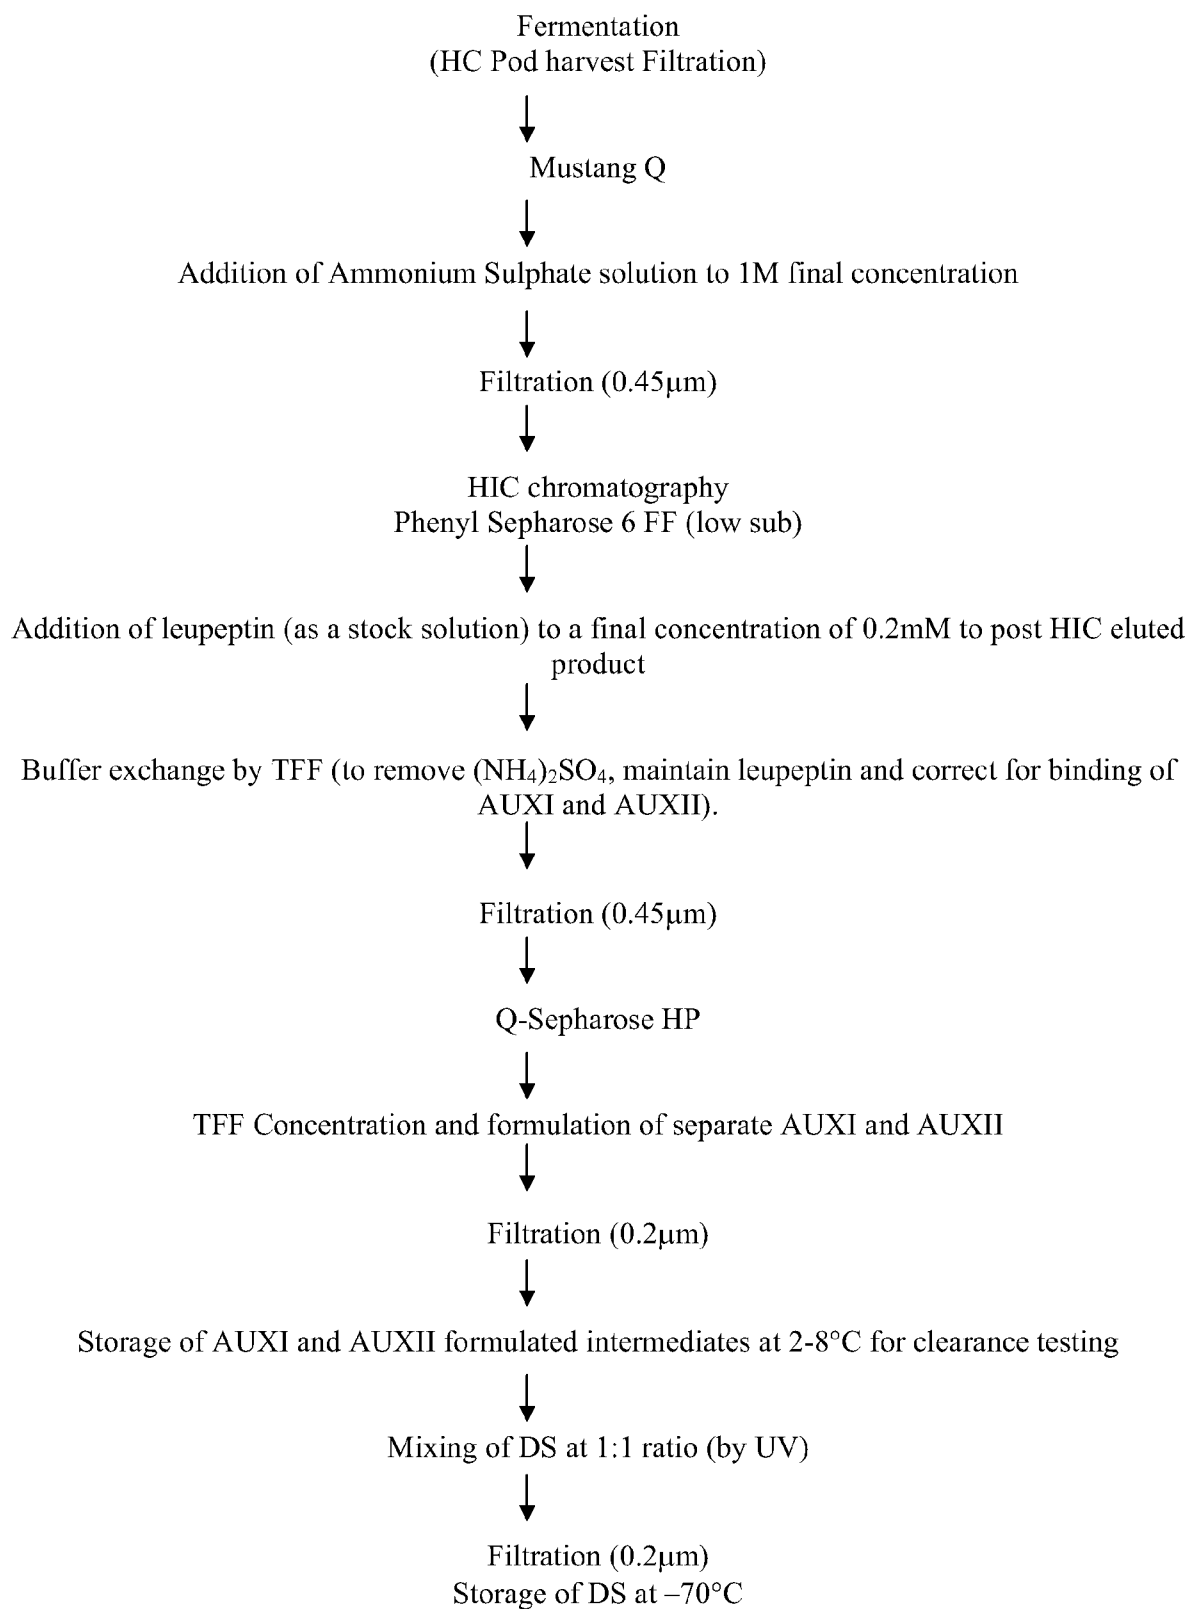 Fermentation
(HC Pod harvest Filtration)
Mustang Q
Addition of Ammonium Sulphate solution to 1M final concentration
Filtration (0.45µm)
HIC chromatography
Phenyl Sepharose 6 FF (low sub)
Addition of leupeptin (as a stock solution) to a final concentration of 0.2mM to post HIC eluted
product
Buffer exchange by TFF (to remove (NH₄)₂SO₄, maintain leupeptin and correct for binding of
AUXI and AUXII).
Filtration (0.45µm)
Q-Sepharose HP
TFF Concentration and formulation of separate AUXI and AUXII
Filtration (0.2µm)
Storage of AUXI and AUXII formulated intermediates at 2-8°C for clearance testing
Mixing of DS at 1:1 ratio (by UV)
Filtration (0.2µm)
Storage of DS at –70°C